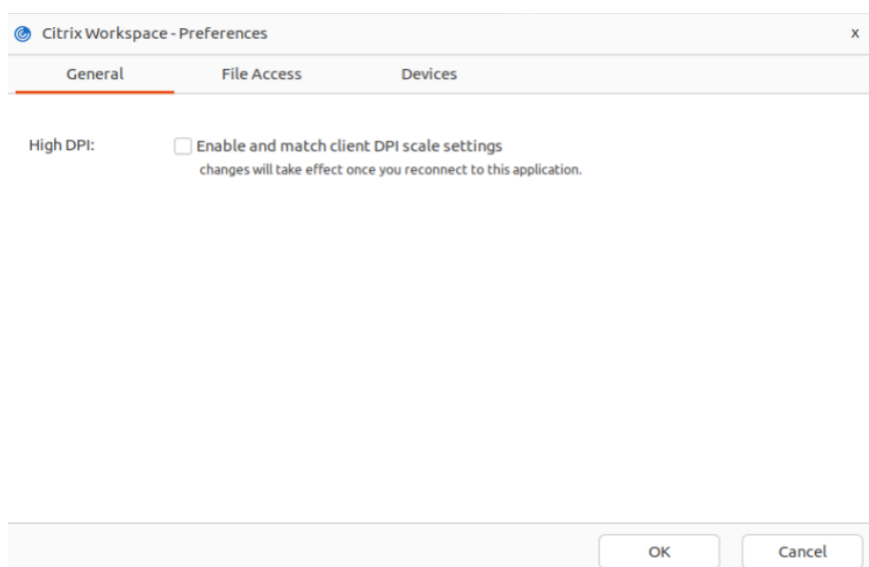 Citrix Workspace - Preferences x
General File Access Devices
High DPI: Enable and match client DPI scale settings
changes will take effect once you reconnect to this application.
OK Cancel